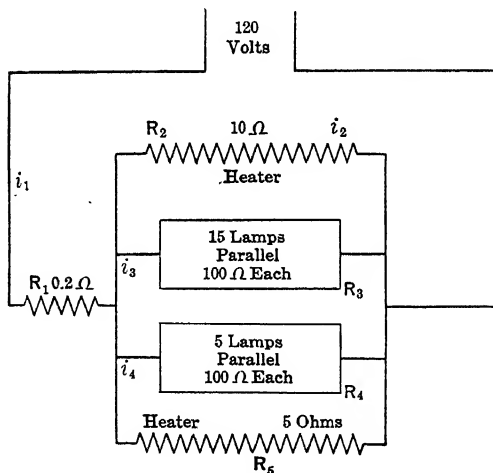 120
Volts
R₂ 10 Ω i₂
Heater
i₁
15 Lamps
Parallel
100 Ω Each
i₃
R₃
R₁ 0.2 Ω
5 Lamps
Parallel
100 Ω Each
i₄
R₄
Heater 5 Ohms
R₅